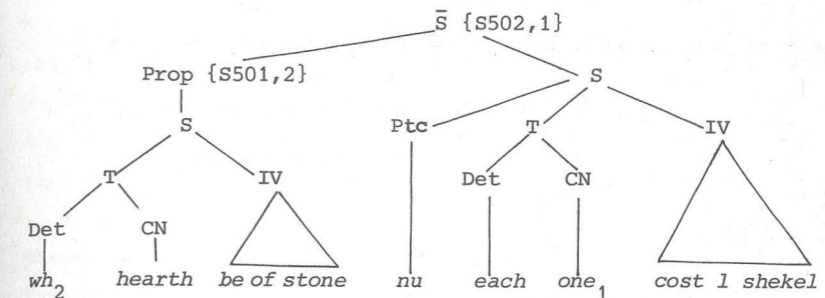 S̄ {S502,1}
Prop {S501,2} S
S Ptc T IV
T IV Det CN
Det CN
wh₂ hearth be of stone nu each one₁ cost 1 shekel